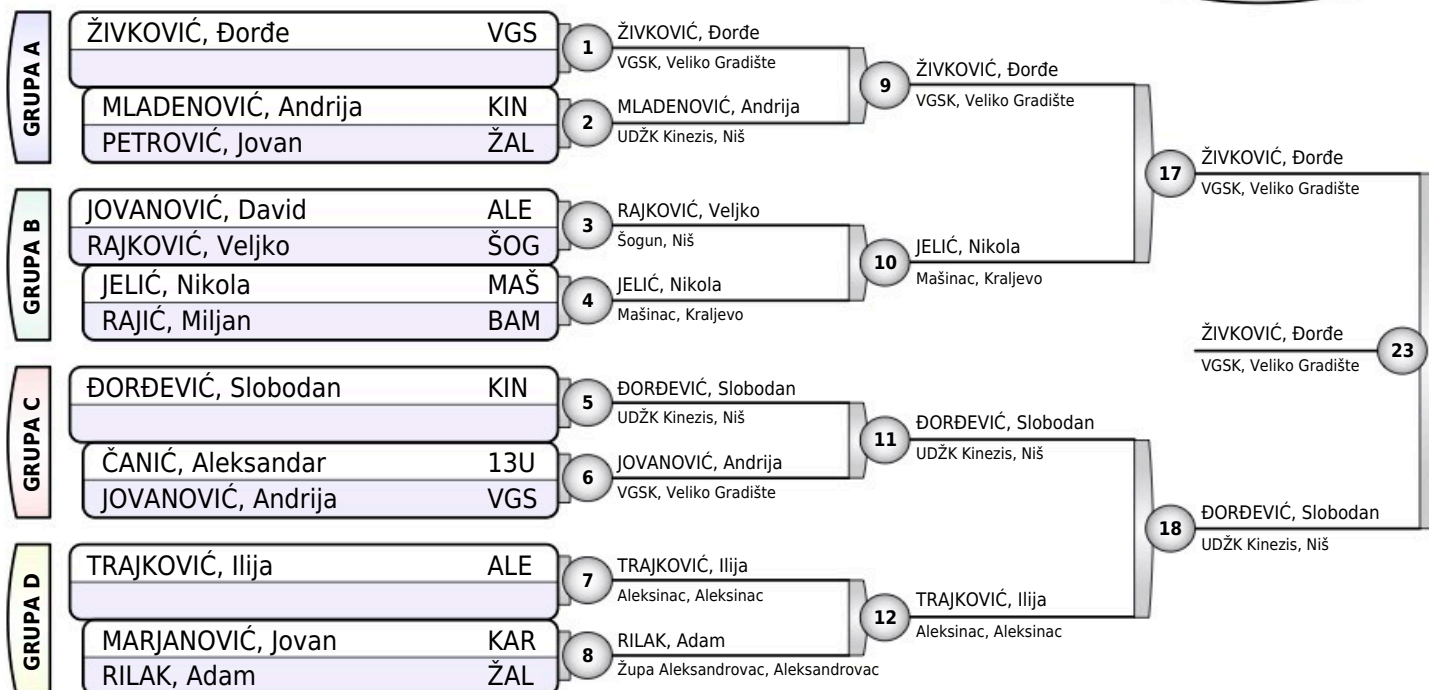 GRUPA A
ŽIVKOVIĆ, Đorđe VGS
MLADENOVIĆ, Andrija KIN
PETROVIĆ, Jovan ŽAL
GRUPA B
JOVANOVIĆ, David ALE
RAJKOVIĆ, Veljko ŠOG
JELIĆ, Nikola MAŠ
RAJIĆ, Miljan BAM
GRUPA C
ĐORĐEVIĆ, Slobodan KIN
ČANIĆ, Aleksandar 13U
JOVANOVIĆ, Andrija VGS
GRUPA D
TRAJKOVIĆ, Ilija ALE
MARJANOVIĆ, Jovan KAR
RILAK, Adam ŽAL
1
ŽIVKOVIĆ, Đorđe
VGSK, Veliko Gradište
2
MLADENOVIĆ, Andrija
UDŽK Kinezis, Niš
3
RAJKOVIĆ, Veljko
Šogun, Niš
4
JELIĆ, Nikola
Mašinac, Kraljevo
5
ĐORĐEVIĆ, Slobodan
UDŽK Kinezis, Niš
6
JOVANOVIĆ, Andrija
VGSK, Veliko Gradište
7
TRAJKOVIĆ, Ilija
Aleksinac, Aleksinac
8
RILAK, Adam
Župa Aleksandrovac, Aleksandrovac
9
ŽIVKOVIĆ, Đorđe
VGSK, Veliko Gradište
10
JELIĆ, Nikola
Mašinac, Kraljevo
11
ĐORĐEVIĆ, Slobodan
UDŽK Kinezis, Niš
12
TRAJKOVIĆ, Ilija
Aleksinac, Aleksinac
17
ŽIVKOVIĆ, Đorđe
VGSK, Veliko Gradište
18
ĐORĐEVIĆ, Slobodan
UDŽK Kinezis, Niš
ŽIVKOVIĆ, Đorđe
VGSK, Veliko Gradište
23